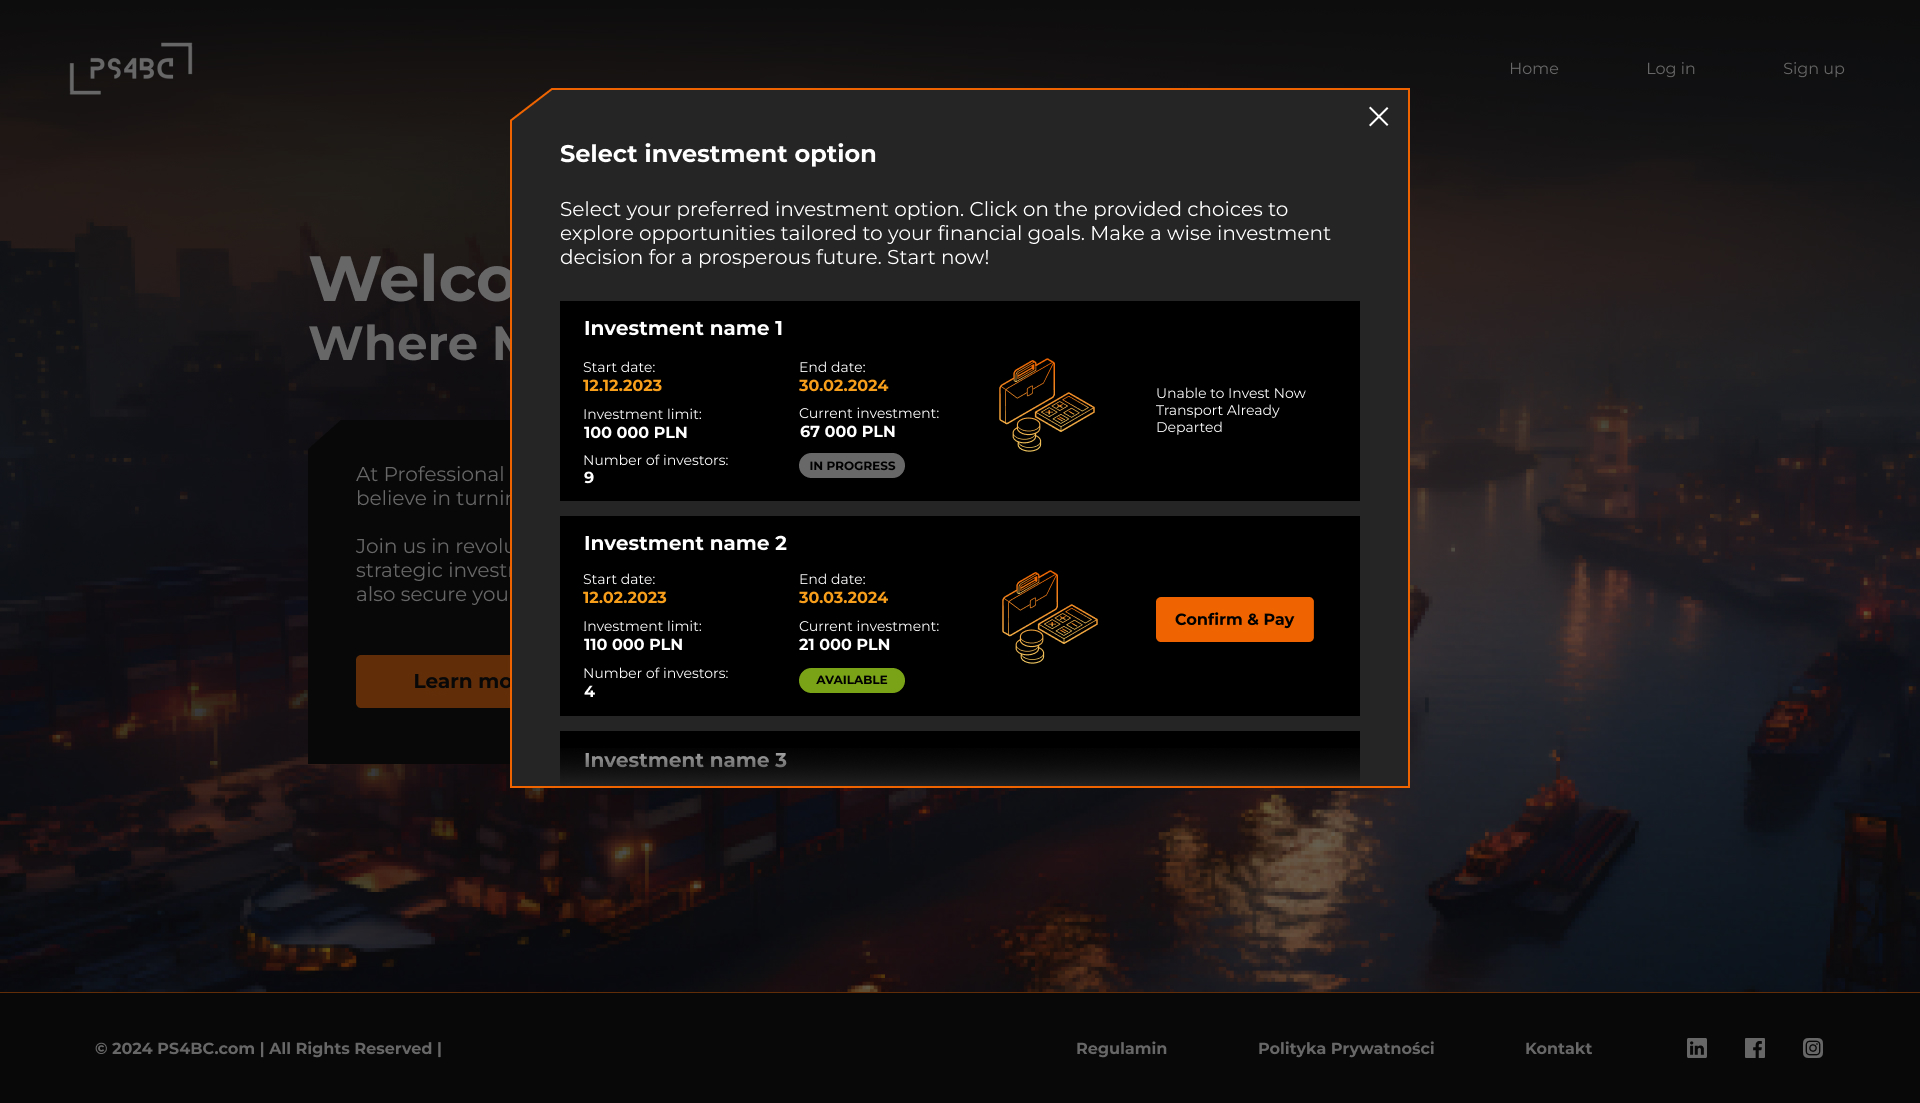 PS4BC
Home
Log in
Sign up
Select investment option
Select your preferred investment option. Click on the provided choices to
explore opportunities tailored to your financial goals. Make a wise investment
decision for a prosperous future. Start now!
Investment name 1
Start date:
12.12.2023
End date:
30.02.2024
Investment limit:
100 000 PLN
Current investment:
67 000 PLN
Number of investors:
9
IN PROGRESS
Unable to Invest Now
Transport Already
Departed
Investment name 2
Start date:
12.02.2023
End date:
30.03.2024
Investment limit:
110 000 PLN
Current investment:
21 000 PLN
Number of investors:
4
AVAILABLE
Confirm & Pay
Investment name 3
Welco
Where
At Professional
believe in
Join us in
strategic
also secure
Learn
© 2024 PS4BC.com | All Rights Reserved |
Regulamin
Polityka Prywatności
Kontakt